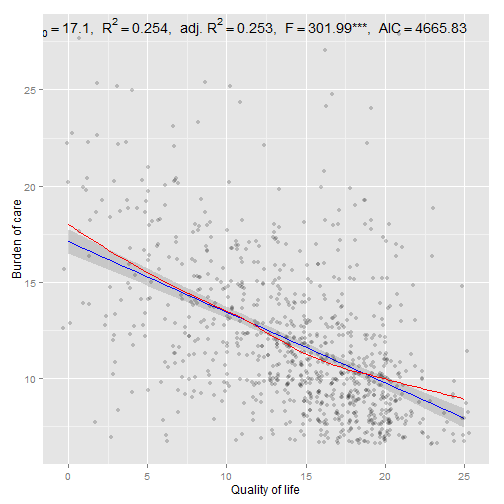 = 17.1, R² = 0.254, adj. R² = 0.253, F = 301.99***, AIC = 4665.83
25
20
15
10
Burden of care
0 5 10 15 20 25
Quality of life